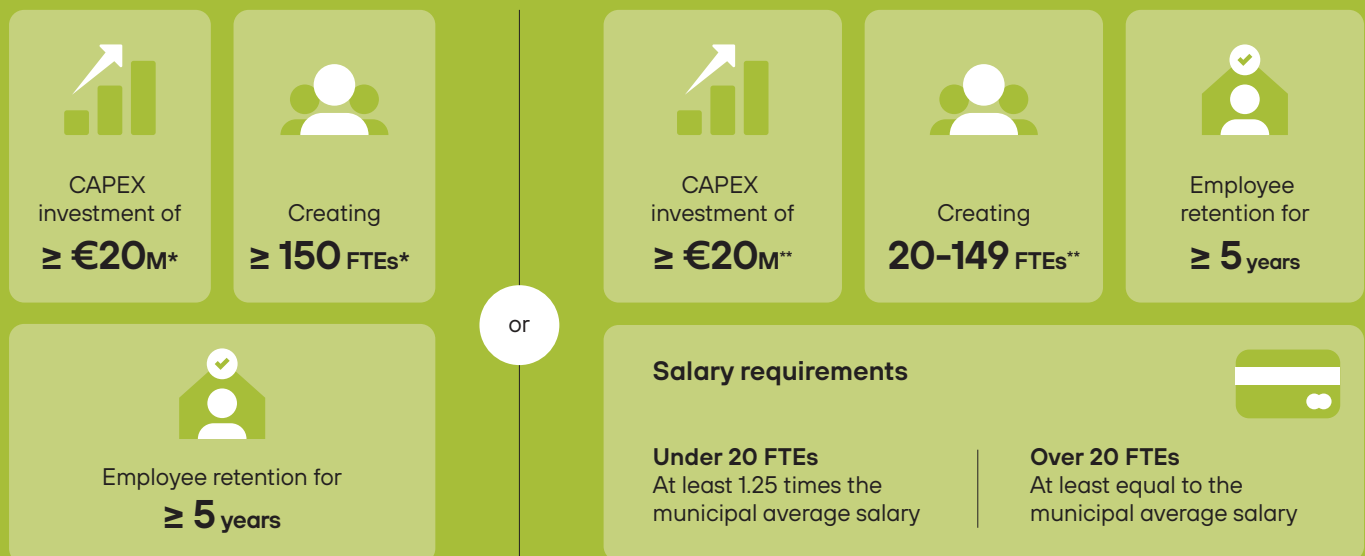 CAPEX
investment of
≥ €20M*
Creating
≥ 150 FTEs*
Employee retention for
≥ 5 years
or
CAPEX
investment of
≥ €20M**
Creating
20-149 FTEs**
Employee
retention for
≥ 5 years
Salary requirements
Under 20 FTEs
At least 1.25 times the
municipal average salary
Over 20 FTEs
At least equal to the
municipal average salary